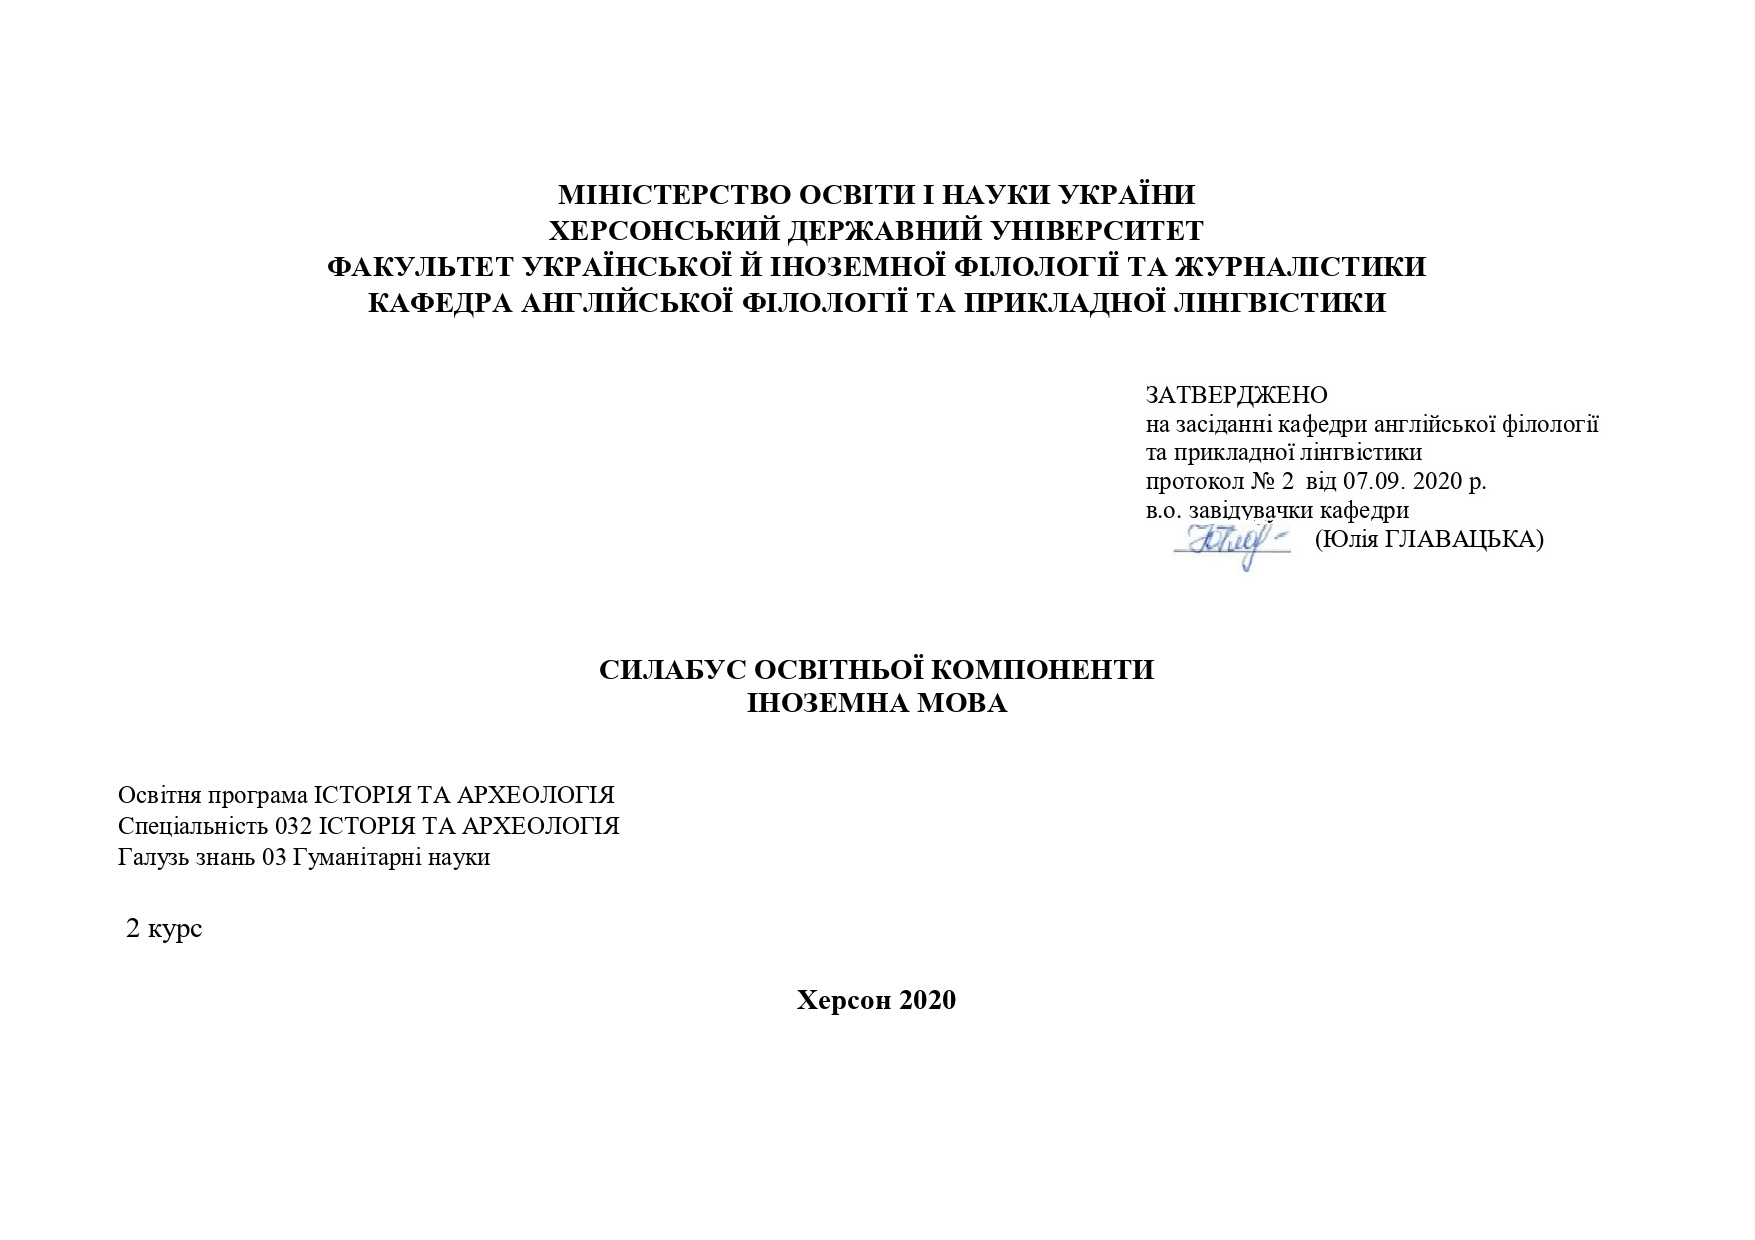 МІНІСТЕРСТВО ОСВІТИ І НАУКИ УКРАЇНИ
ХЕРСОНСЬКИЙ ДЕРЖАВНИЙ УНІВЕРСИТЕТ
ФАКУЛЬТЕТ УКРАЇНСЬКОЇ Й ІНОЗЕМНОЇ ФІЛОЛОГІЇ ТА ЖУРНАЛІСТИКИ
КАФЕДРА АНГЛІЙСЬКОЇ ФІЛОЛОГІЇ ТА ПРИКЛАДНОЇ ЛІНГВІСТИКИ
ЗАТВЕРДЖЕНО
на засіданні кафедри англійської філології
та прикладної лінгвістики
протокол № 2 від 07.09. 2020 р.
в.о. завідувачки кафедри
(Юлія ГЛАВАЦЬКА)
СИЛАБУС ОСВІТНЬОЇ КОМПОНЕНТИ
ІНОЗЕМНА МОВА
Освітня програма ІСТОРІЯ ТА АРХЕОЛОГІЯ
Спеціальність 032 ІСТОРІЯ ТА АРХЕОЛОГІЯ
Галузь знань 03 Гуманітарні науки
2 курс
Херсон 2020